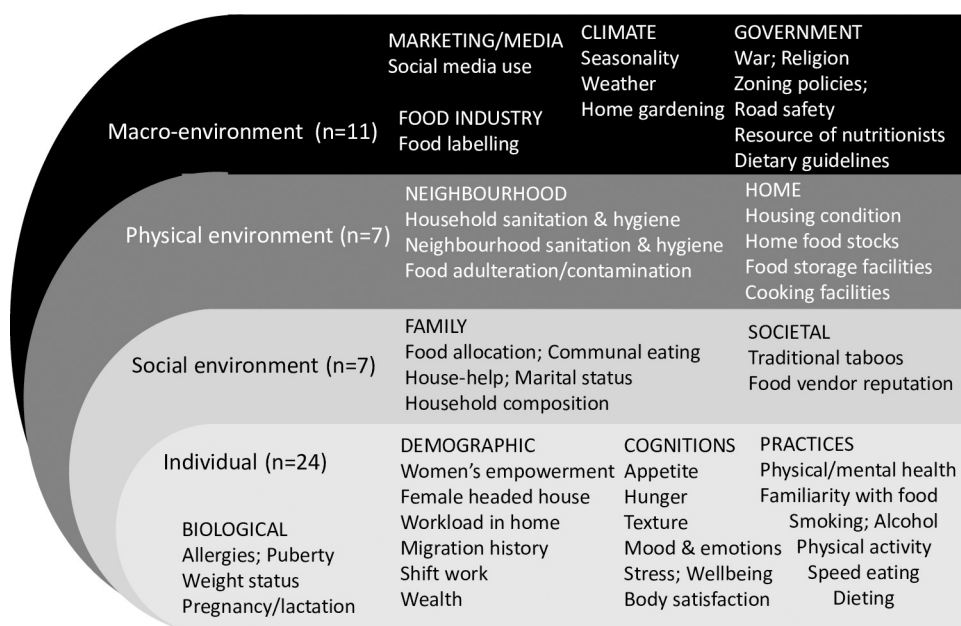 Macro-environment (n=11)
MARKETING/MEDIA
Social media use
FOOD INDUSTRY
Food labelling
CLIMATE
Seasonality
Weather
Home gardening
GOVERNMENT
War; Religion
Zoning policies;
Road safety
Resource of nutritionists
Dietary guidelines
Physical environment (n=7)
NEIGHBOURHOOD
Household sanitation & hygiene
Neighbourhood sanitation & hygiene
Food adulteration/contamination
HOME
Housing condition
Home food stocks
Food storage facilities
Cooking facilities
Social environment (n=7)
FAMILY
Food allocation; Communal eating
House-help; Marital status
Household composition
SOCIETAL
Traditional taboos
Food vendor reputation
Individual (n=24)
BIOLOGICAL
Allergies; Puberty
Weight status
Pregnancy/lactation
DEMOGRAPHIC
Women’s empowerment
Female headed house
Workload in home
Migration history
Shift work
Wealth
COGNITIONS
Appetite
Hunger
Texture
Mood & emotions
Stress; Wellbeing
Body satisfaction
PRACTICES
Physical/mental health
Familiarity with food
Smoking; Alcohol
Physical activity
Speed eating
Dieting